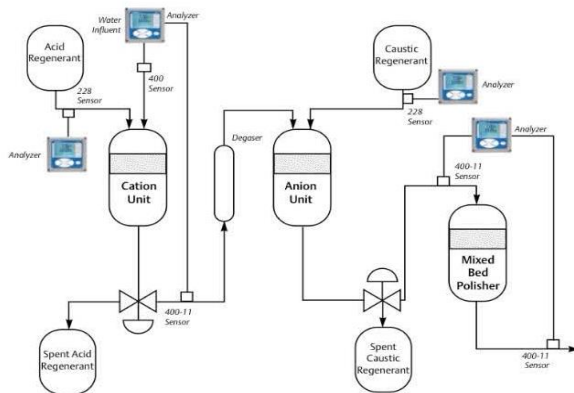 Water
Influent
Analyzer
Acid
Regenerant
400
Sensor
228
Sensor
Analyzer
Cation
Unit
Degaser
Caustic
Regenerant
Analyzer
228
Sensor
Anion
Unit
Analyzer
400-11
Sensor
Mixed
Bed
Polisher
400-11
Sensor
Spent Acid
Regenerant
Spent
Caustic
Regenerant
400-11
Sensor